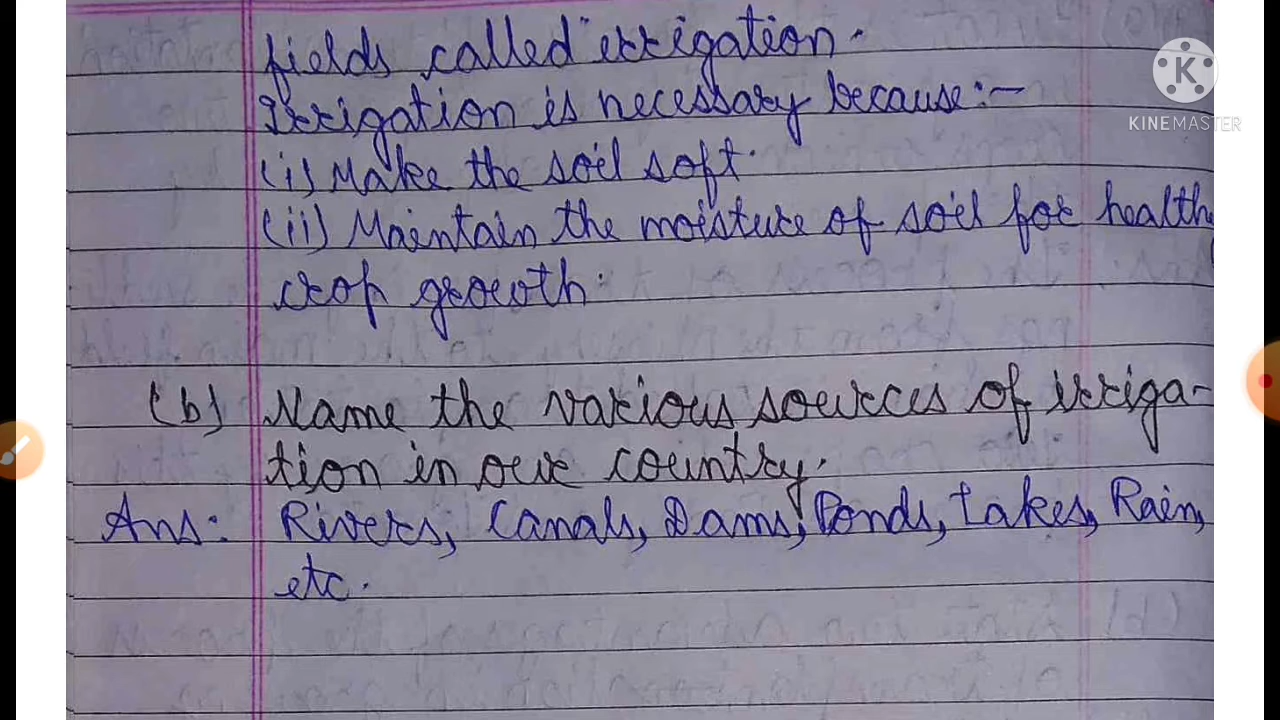 fields called irrigation.
Irrigation is necessary because:-
(i) Make the soil soft.
(ii) Maintain the moisture of soil for health
crop growth.
(b) Name the various sources of irriga-
tion in our country.
Ans: Rivers, Canals, Dams, Ponds, Lakes, Rain,
etc.
K
KINEMASTER